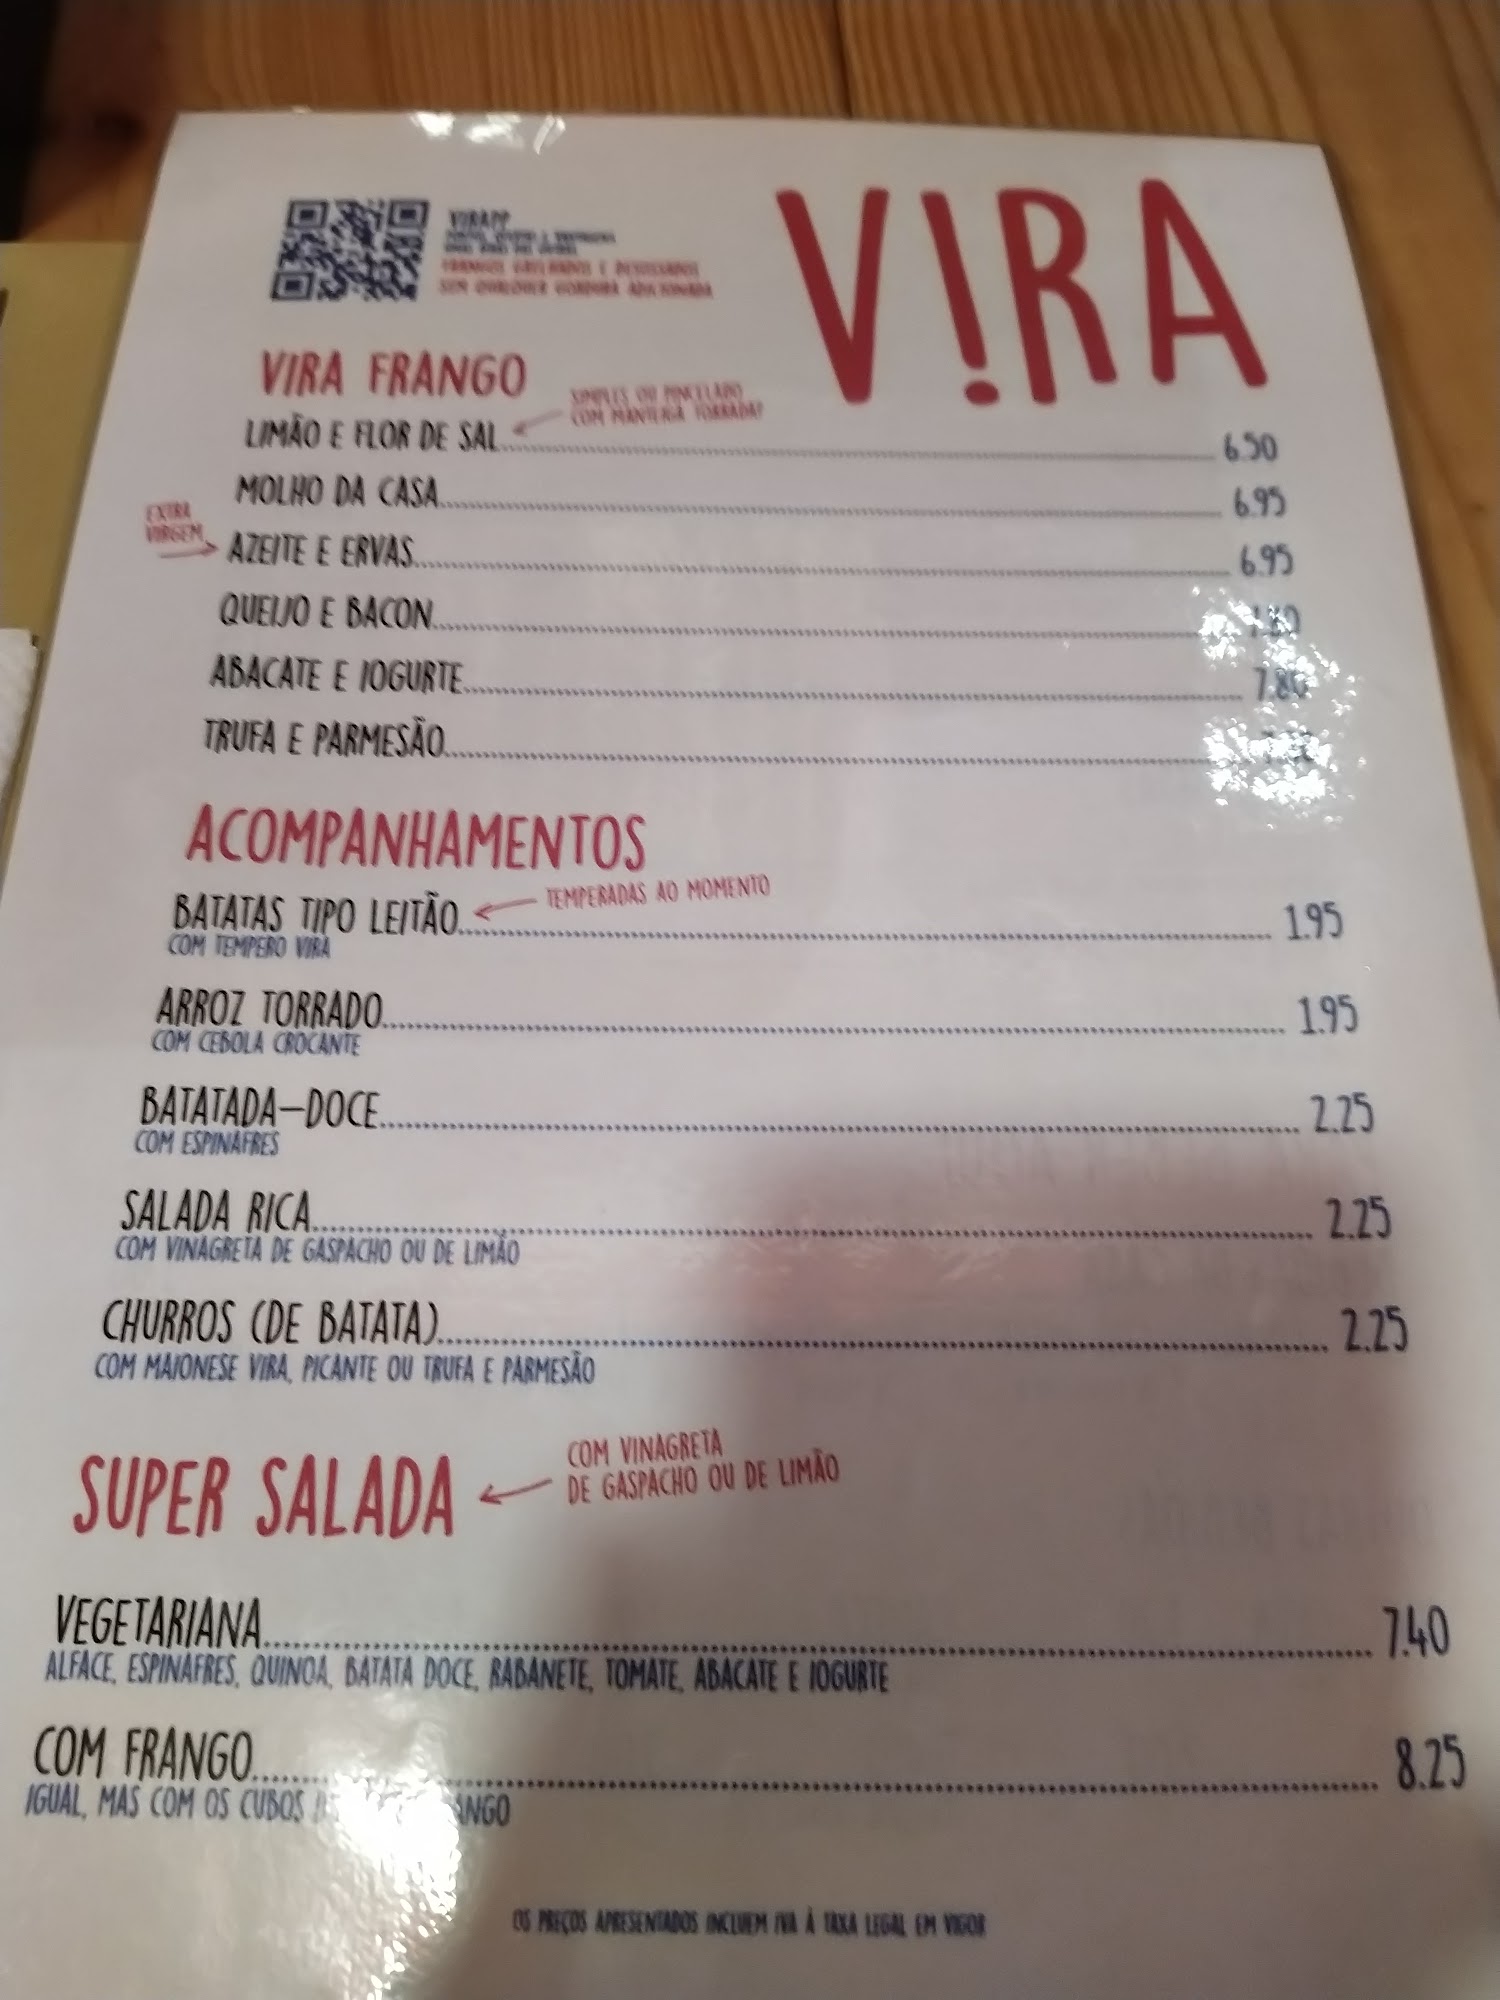 V!RA
VIRAPP
FRANGOS GRELHADOS E DESOSSADOS
SEM QUALQUER GORDURA ADICIONADA
VIRA FRANGO
SIMPLES OU PINCELADO
COM MANTEIGA TORRADA?
LIMÃO E FLOR DE SAL 6.50
MOLHO DA CASA 6.95
EXTRA
VIRGEM
AZEITE E ERVAS 6.95
QUEIJO E BACON
ABACATE E IOGURTE 7.80
TRUFA E PARMESÃO
ACOMPANHAMENTOS
BATATAS TIPO LEITÃO TEMPERADAS AO MOMENTO 1.95
COM TEMPERO VIRA
ARROZ TORRADO 1.95
COM CEBOLA CROCANTE
BATATADA-DOCE 2.25
COM ESPINAFRES
SALADA RICA 2.25
COM VINAGRETA DE GASPACHO OU DE LIMÃO
CHURROS (DE BATATA) 2.25
COM MAIONESE VIRA, PICANTE OU TRUFA E PARMESÃO
SUPER SALADA
COM VINAGRETA
DE GASPACHO OU DE LIMÃO
VEGETARIANA 7.40
ALFACE, ESPINAFRES, QUINOA, BATATA DOCE, RABANETE, TOMATE, ABACATE E IOGURTE
COM FRANGO 8.25
IGUAL, MAS COM OS CUBOS
OS PREÇOS APRESENTADOS INCLUEM IVA À TAXA LEGAL EM VIGOR